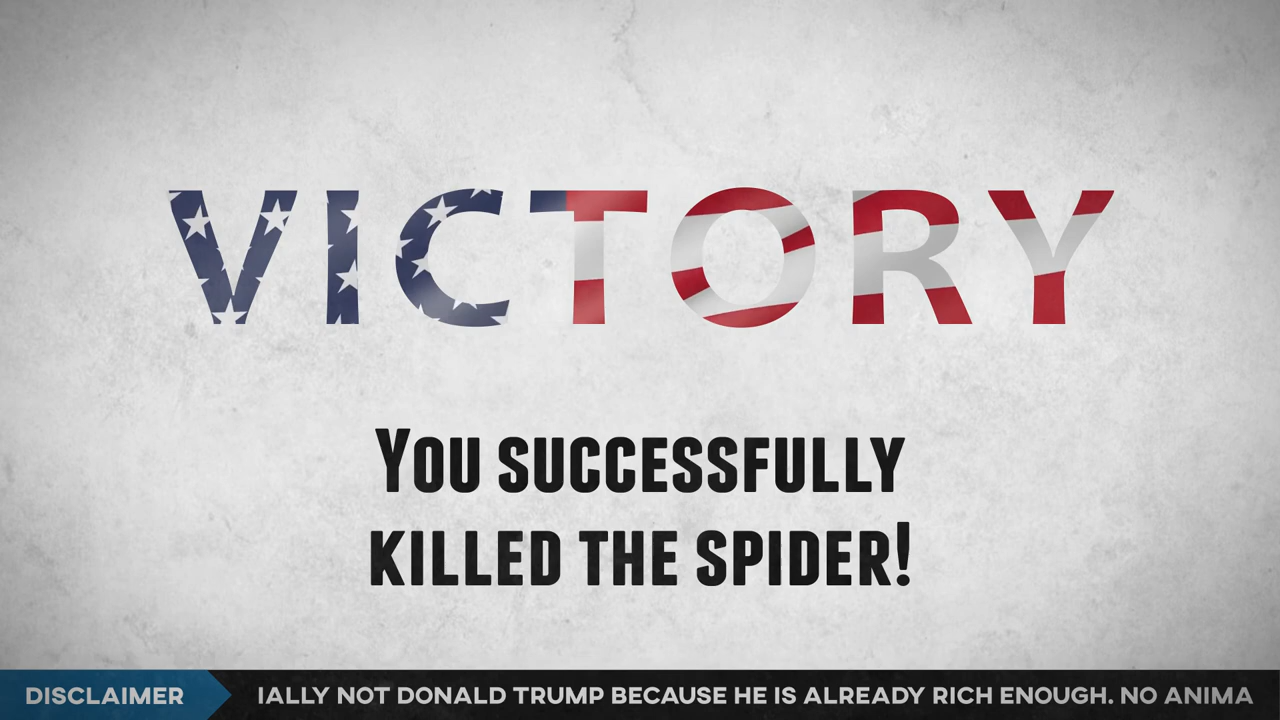 VICTORY
You successfully
killed the spider!
DISCLAIMER
IALLY NOT DONALD TRUMP BECAUSE HE IS ALREADY RICH ENOUGH. NO ANIMA